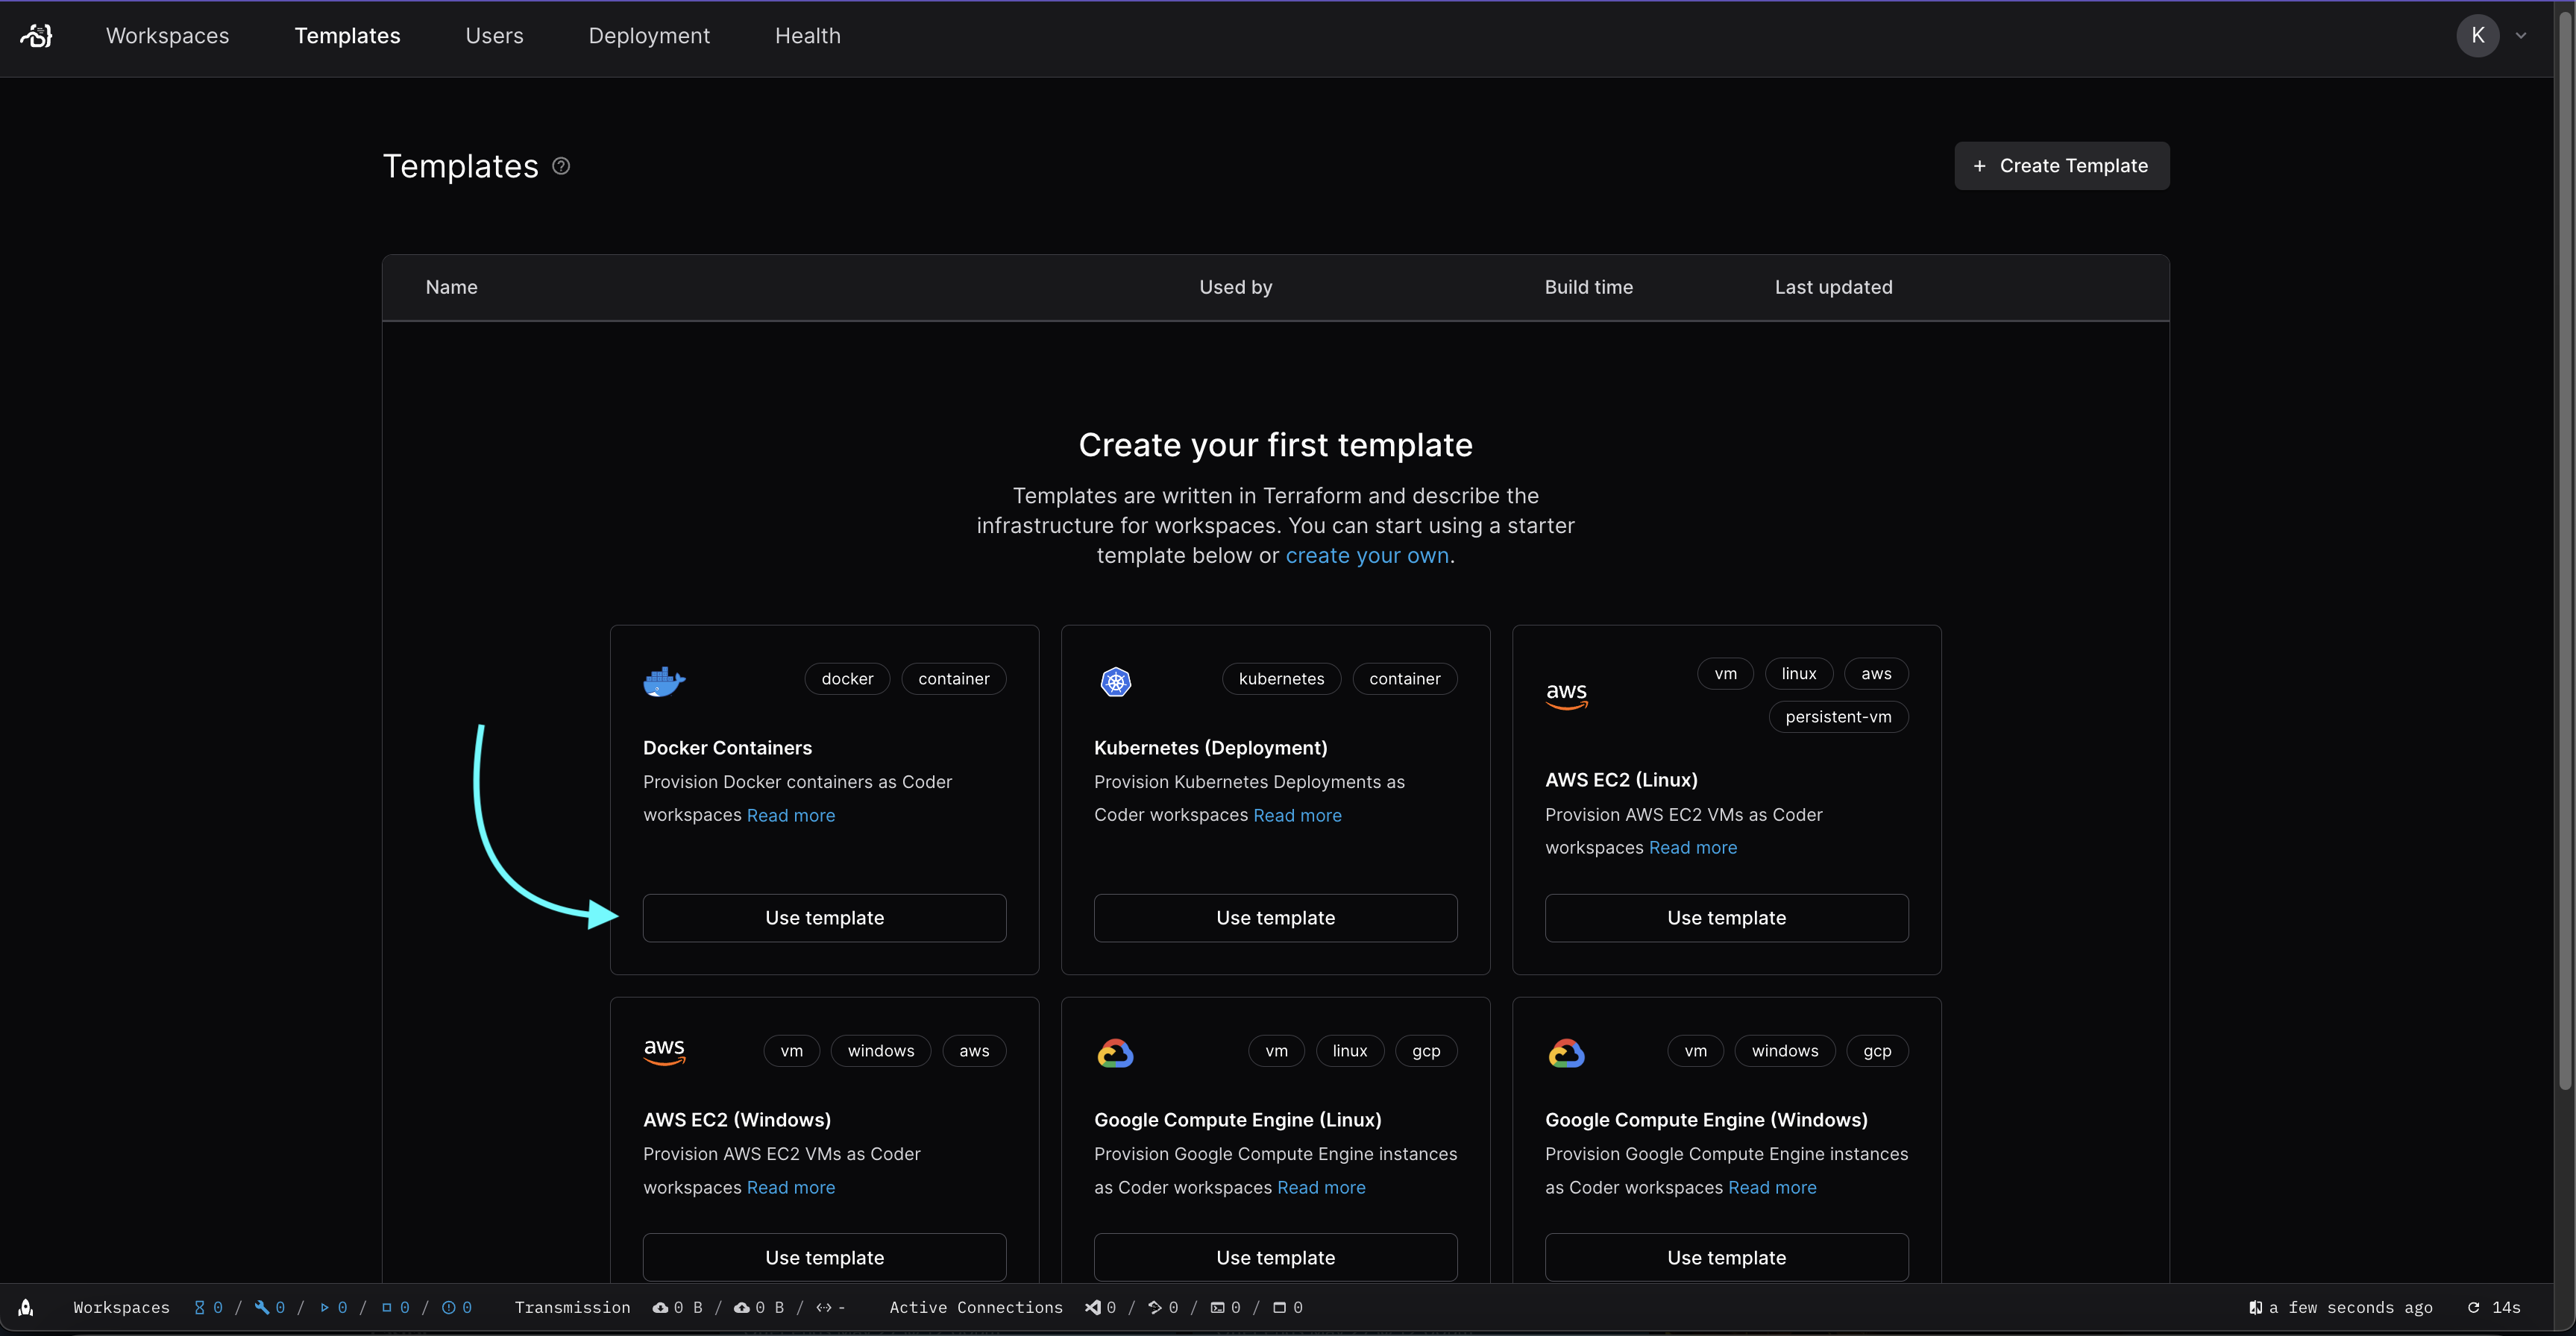 Workspaces Templates Users Deployment Health K
Templates
+ Create Template
Name Used by Build time Last updated
Create your first template
Templates are written in Terraform and describe the
infrastructure for workspaces. You can start using a starter
template below or create your own.
docker container
Docker Containers
Provision Docker containers as Coder
workspaces Read more
Use template
kubernetes container
Kubernetes (Deployment)
Provision Kubernetes Deployments as
Coder workspaces Read more
Use template
aws
vm linux aws
persistent-vm
AWS EC2 (Linux)
Provision AWS EC2 VMs as Coder
workspaces Read more
Use template
aws
vm windows aws
AWS EC2 (Windows)
Provision AWS EC2 VMs as Coder
workspaces Read more
Use template
vm linux gcp
Google Compute Engine (Linux)
Provision Google Compute Engine instances
as Coder workspaces Read more
Use template
vm windows gcp
Google Compute Engine (Windows)
Provision Google Compute Engine instances
as Coder workspaces Read more
Use template
Workspaces 0 / 0 / 0 / 0 / 0 Transmission 0 B / 0 B / - Active Connections 0 / 0 / 0 / 0 a few seconds ago 14s